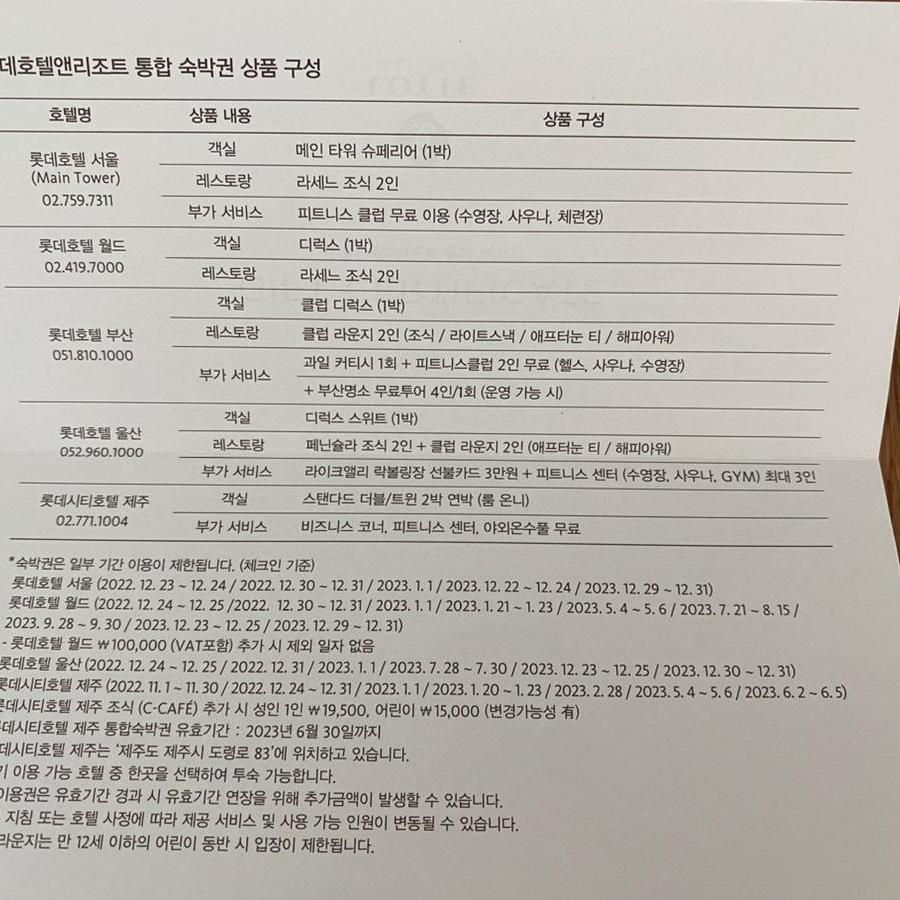 데호텔앤리조트 통합 숙박권 상품 구성
호텔명 상품 내용 상품 구성
롯데호텔 서울 (Main Tower) 02.759.7311
객실 메인 타워 슈페리어 (1박)
레스토랑 라세느 조식 2인
부가 서비스 피트니스 클럽 무료 이용 (수영장, 사우나, 체련장)
롯데호텔 월드 02.419.7000
객실 디럭스 (1박)
레스토랑 라세느 조식 2인
롯데호텔 부산 051.810.1000
객실 클럽 디럭스 (1박)
레스토랑 클럽 라운지 2인 (조식 / 라이트스낵 / 애프터눈 티 / 해피아워)
부가 서비스 과일 커티시 1회 + 피트니스클럽 2인 무료 (헬스, 사우나, 수영장)
+ 부산명소 무료투어 4인/1회 (운영 가능 시)
롯데호텔 울산 052.960.1000
객실 디럭스 스위트 (1박)
레스토랑 페닌슐라 조식 2인 + 클럽 라운지 2인 (애프터눈 티 / 해피아워)
부가 서비스 라이크앨리 락볼링장 선불카드 3만원 + 피트니스 센터 (수영장, 사우나, GYM) 최대 3인
롯데시티호텔 제주 02.771.1004
객실 스탠다드 더블/트윈 2박 연박 (룸 온니)
부가 서비스 비즈니스 코너, 피트니스 센터, 야외온수풀 무료
*숙박권은 일부 기간 이용이 제한됩니다. (체크인 기준)
롯데호텔 서울 (2022. 12. 23 ~ 12. 24 / 2022. 12. 30 ~ 12. 31 / 2023. 1. 1 / 2023. 12. 22 ~ 12. 24 / 2023. 12. 29 ~ 12. 31)
롯데호텔 월드 (2022. 12. 24 ~ 12. 25 /2022. 12. 30 ~ 12. 31 / 2023. 1. 1 / 2023. 1. 21 ~ 1. 23 / 2023. 5. 4 ~ 5. 6 / 2023. 7. 21 ~ 8. 15 /
2023. 9. 28 ~ 9. 30 / 2023. 12. 23 ~ 12. 25 / 2023. 12. 29 ~ 12. 31)
- 롯데호텔 월드 ₩100,000 (VAT포함) 추가 시 제외 일자 없음
롯데호텔 울산 (2022. 12. 24 ~ 12. 25 / 2022. 12. 31 / 2023. 1. 1 / 2023. 7. 28 ~ 7. 30 / 2023. 12. 23 ~ 12. 25 / 2023. 12. 30 ~ 12. 31)
롯데시티호텔 제주 (2022. 11. 1 ~ 11. 30 / 2022. 12. 24 ~ 12. 31 / 2023. 1. 1 / 2023. 1. 20 ~ 1. 23 / 2023. 2. 28 / 2023. 5. 4 ~ 5. 6 / 2023. 6. 2 ~ 6. 5)
롯데시티호텔 제주 조식 (C-CAFÉ) 추가 시 성인 1인 ₩19,500, 어린이 ₩15,000 (변경가능성 有)
데시티호텔 제주 통합숙박권 유효기간 : 2023년 6월 30일까지
데시티호텔 제주는 '제주도 제주시 도령로 83'에 위치하고 있습니다.
기 이용 가능 호텔 중 한곳을 선택하여 투숙 가능합니다.
이용권은 유효기간 경과 시 유효기간 연장을 위해 추가금액이 발생할 수 있습니다.
지침 또는 호텔 사정에 따라 제공 서비스 및 사용 가능 인원이 변동될 수 있습니다.
라운지는 만 12세 이하의 어린이 동반 시 입장이 제한됩니다.